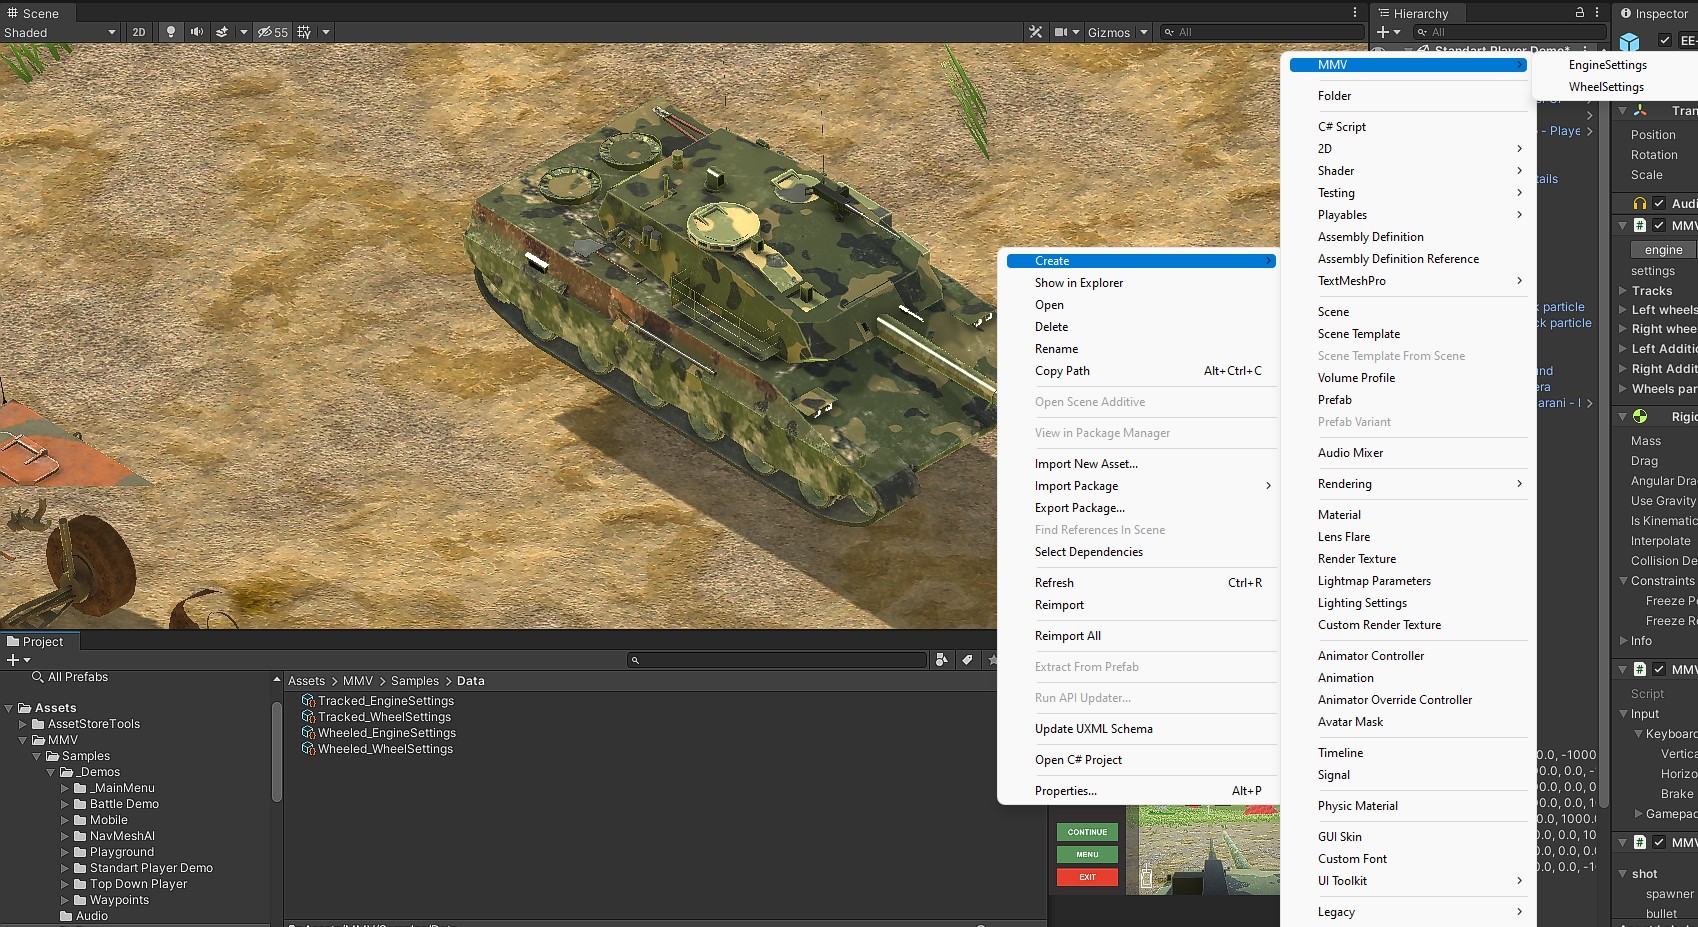 Scene
Shaded
2D
55
Gizmos
All
Hierarchy
All
Standart Player Demo*
Inspector
EE-
MMV
EngineSettings
WheelSettings
Folder
C# Script
2D
Shader
Testing
Playables
Assembly Definition
Assembly Definition Reference
TextMeshPro
Scene
Scene Template
Scene Template From Scene
Volume Profile
Prefab
Prefab Variant
Audio Mixer
Rendering
Material
Lens Flare
Render Texture
Lightmap Parameters
Lighting Settings
Custom Render Texture
Animator Controller
Animation
Animator Override Controller
Avatar Mask
Timeline
Signal
Physic Material
GUI Skin
Custom Font
UI Toolkit
Legacy
Create
Show in Explorer
Open
Delete
Rename
Copy Path Alt+Ctrl+C
Open Scene Additive
View in Package Manager
Import New Asset...
Import Package
Export Package...
Find References In Scene
Select Dependencies
Refresh Ctrl+R
Reimport
Reimport All
Extract From Prefab
Run API Updater...
Update UXML Schema
Open C# Project
Properties... Alt+P
- Playe
ails
k particle
ck particle
nd
era
arani - I
Tran
Position
Rotation
Scale
Audi
MMV
engine
settings
Tracks
Left wheels
Right whee
Left Additio
Right Addit
Wheels par
Rigid
Mass
Drag
Angular Dra
Use Gravity
Is Kinematic
Interpolate
Collision De
Constraints
Freeze Po
Freeze Ro
Info
MMV
Script
Input
Keyboard
Vertica
Horizo
Brake
Gamepad
MMV
shot
spawner
bullet
0.0, -1000
00.0, 0.0, -
0.0, 0.0, 0
0.0, 0.0, 10
0.0, 1000.0
0.0, 0.0, 10
0.0, 0.0, 0.0
0.0, 0.0, -1
Project
All Prefabs
Assets
AssetStoreTools
MMV
Samples
_Demos
_MainMenu
Battle Demo
Mobile
NavMeshAI
Playground
Standart Player Demo
Top Down Player
Waypoints
Audio
Assets > MMV > Samples > Data
Tracked_EngineSettings
Tracked_WheelSettings
Wheeled_EngineSettings
Wheeled_WheelSettings
CONTINUE
MENU
EXIT